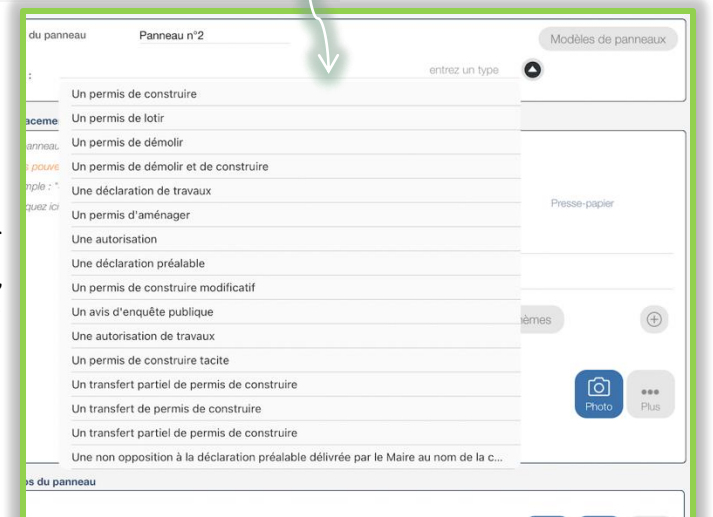 du panneau Panneau n°2 Modèles de panneaux
: entrez un type
Un permis de construire
Un permis de lotir
Un permis de démolir
Un permis de démolir et de construire
Une déclaration de travaux
Un permis d'aménager
Presse-papier
Une autorisation
Une déclaration préalable
Un permis de construire modificatif
Un avis d'enquête publique
Une autorisation de travaux
Un permis de construire tacite
Un transfert partiel de permis de construire
Photo Plus
Un transfert de permis de construire
Un transfert partiel de permis de construire
Une non opposition à la déclaration préalable délivrée par le Maire au nom de la c...
du panneau